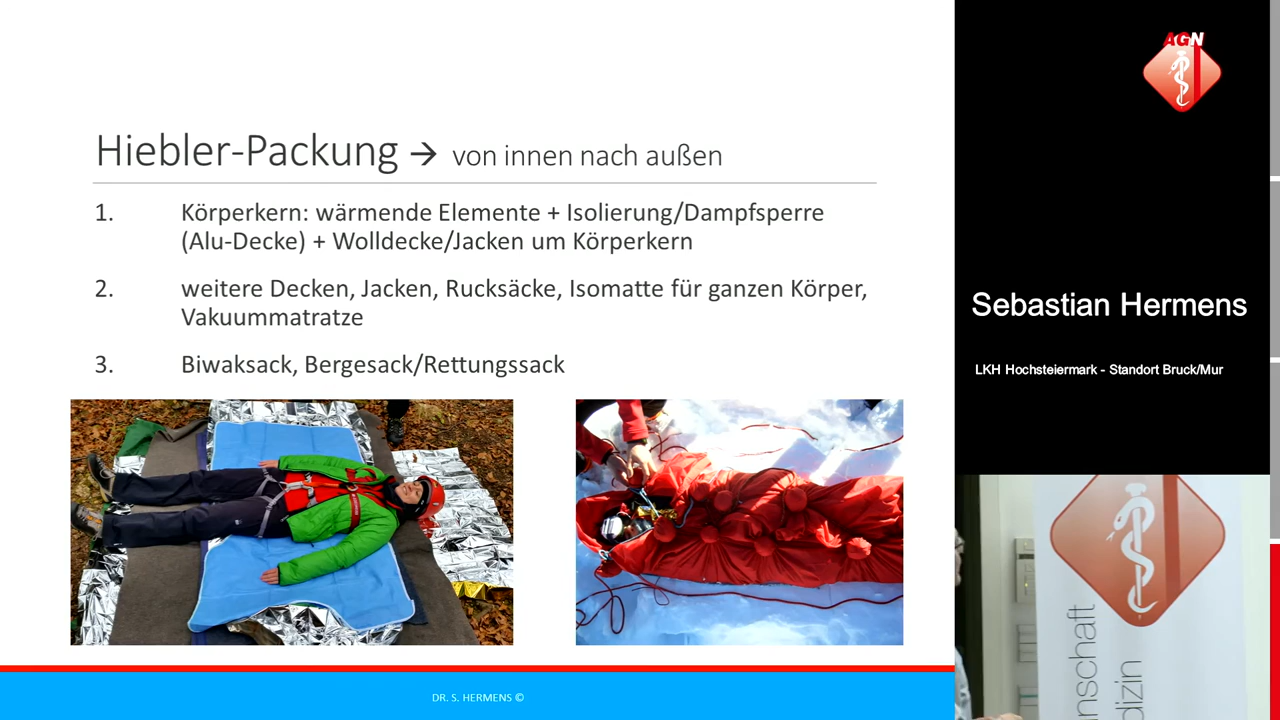 Hiebler-Packung → von innen nach außen
1. Körperkern: wärmende Elemente + Isolierung/Dampfsperre
(Alu-Decke) + Wolldecke/Jacken um Körperkern
2. weitere Decken, Jacken, Rucksäcke, Isomatte für ganzen Körper,
Vakuummatratze
3. Biwaksack, Bergesack/Rettungssack
DR. S. HERMENS ©
AGN
Sebastian Hermens
LKH Hochsteiermark - Standort Bruck/Mur
nschaft
dizin